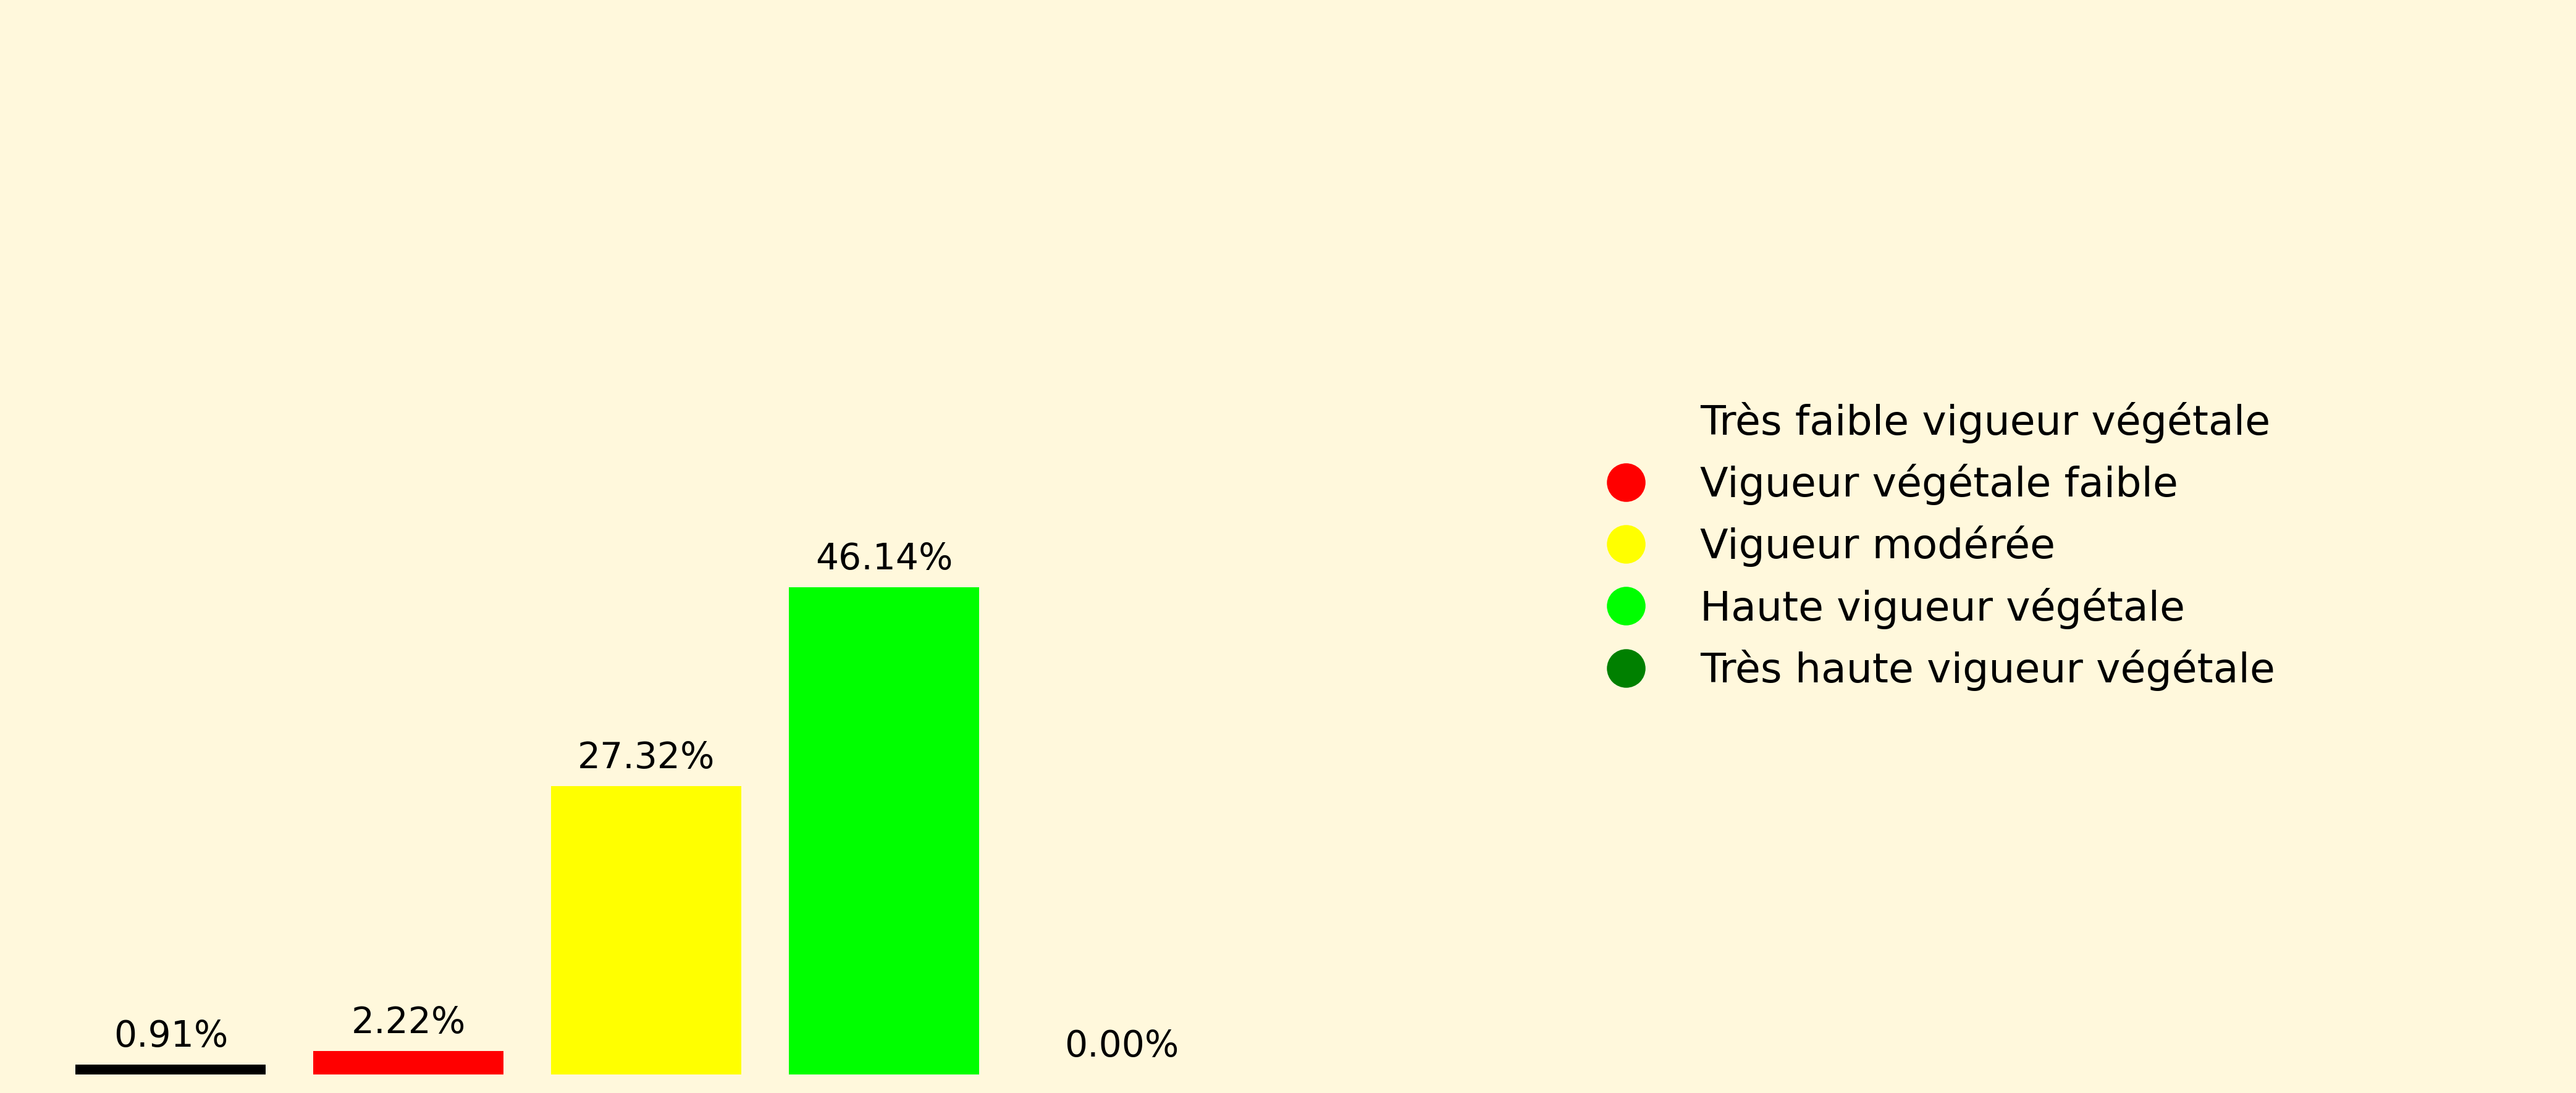 46.14%
27.32%
2.22%
0.91%
0.00%
Très faible vigueur végétale
Vigueur végétale faible
Vigueur modérée
Haute vigueur végétale
Très haute vigueur végétale